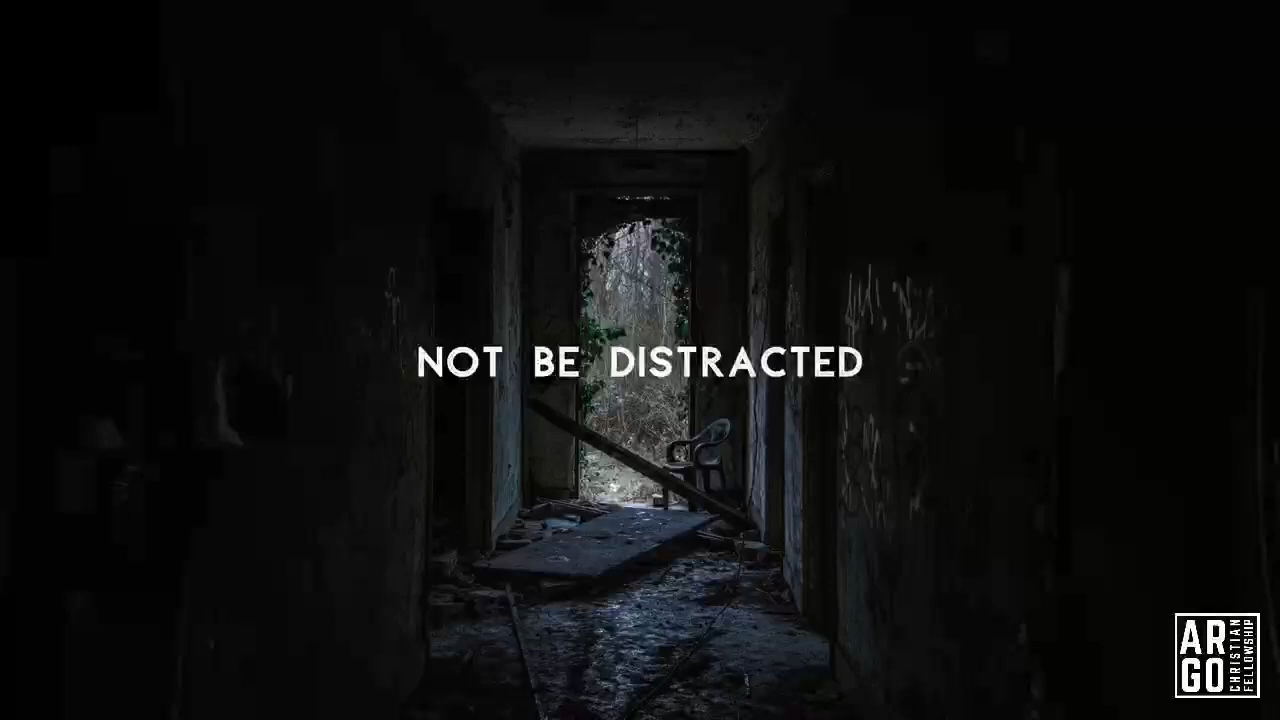 NOT BE DISTRACTED
AR
GO
CHRISTIAN
FELLOWSHIP